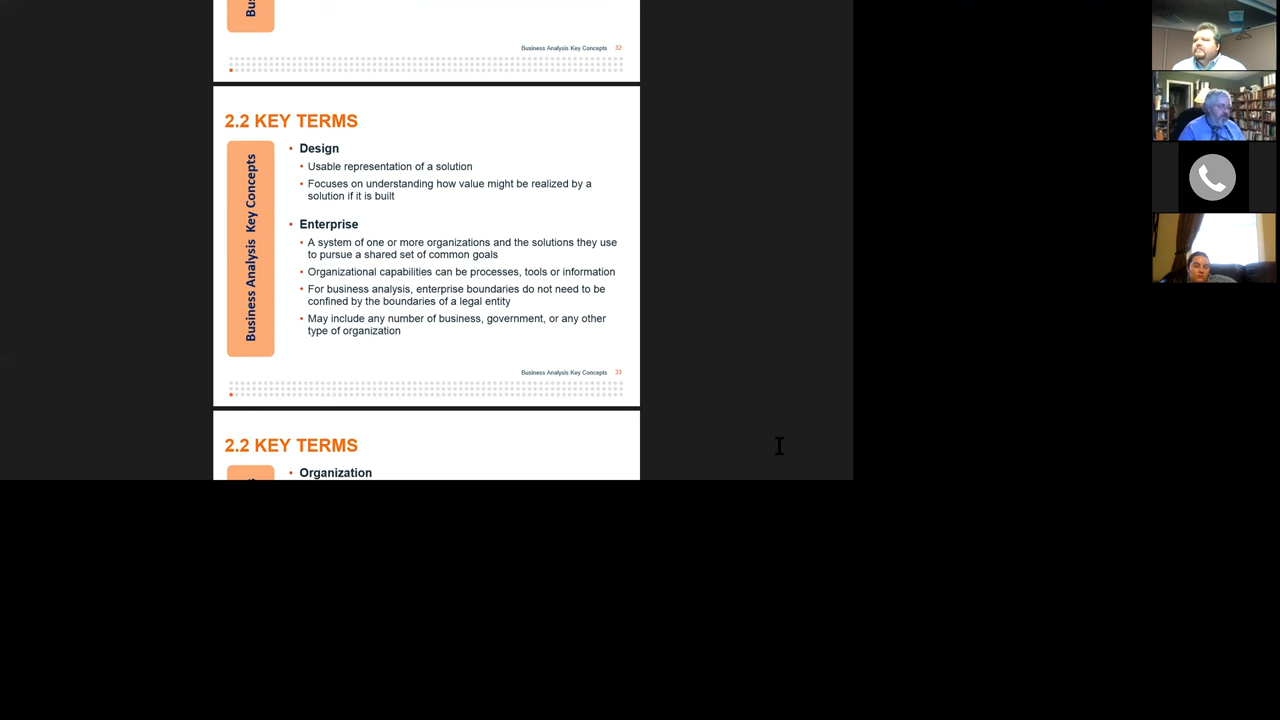 Bus
Business Analysis Key Concepts 32
2.2 KEY TERMS
Business Analysis Key Concepts
• Design
• Usable representation of a solution
• Focuses on understanding how value might be realized by a
solution if it is built
• Enterprise
• A system of one or more organizations and the solutions they use
to pursue a shared set of common goals
• Organizational capabilities can be processes, tools or information
• For business analysis, enterprise boundaries do not need to be
confined by the boundaries of a legal entity
• May include any number of business, government, or any other
type of organization
Business Analysis Key Concepts 33
2.2 KEY TERMS
• Organization